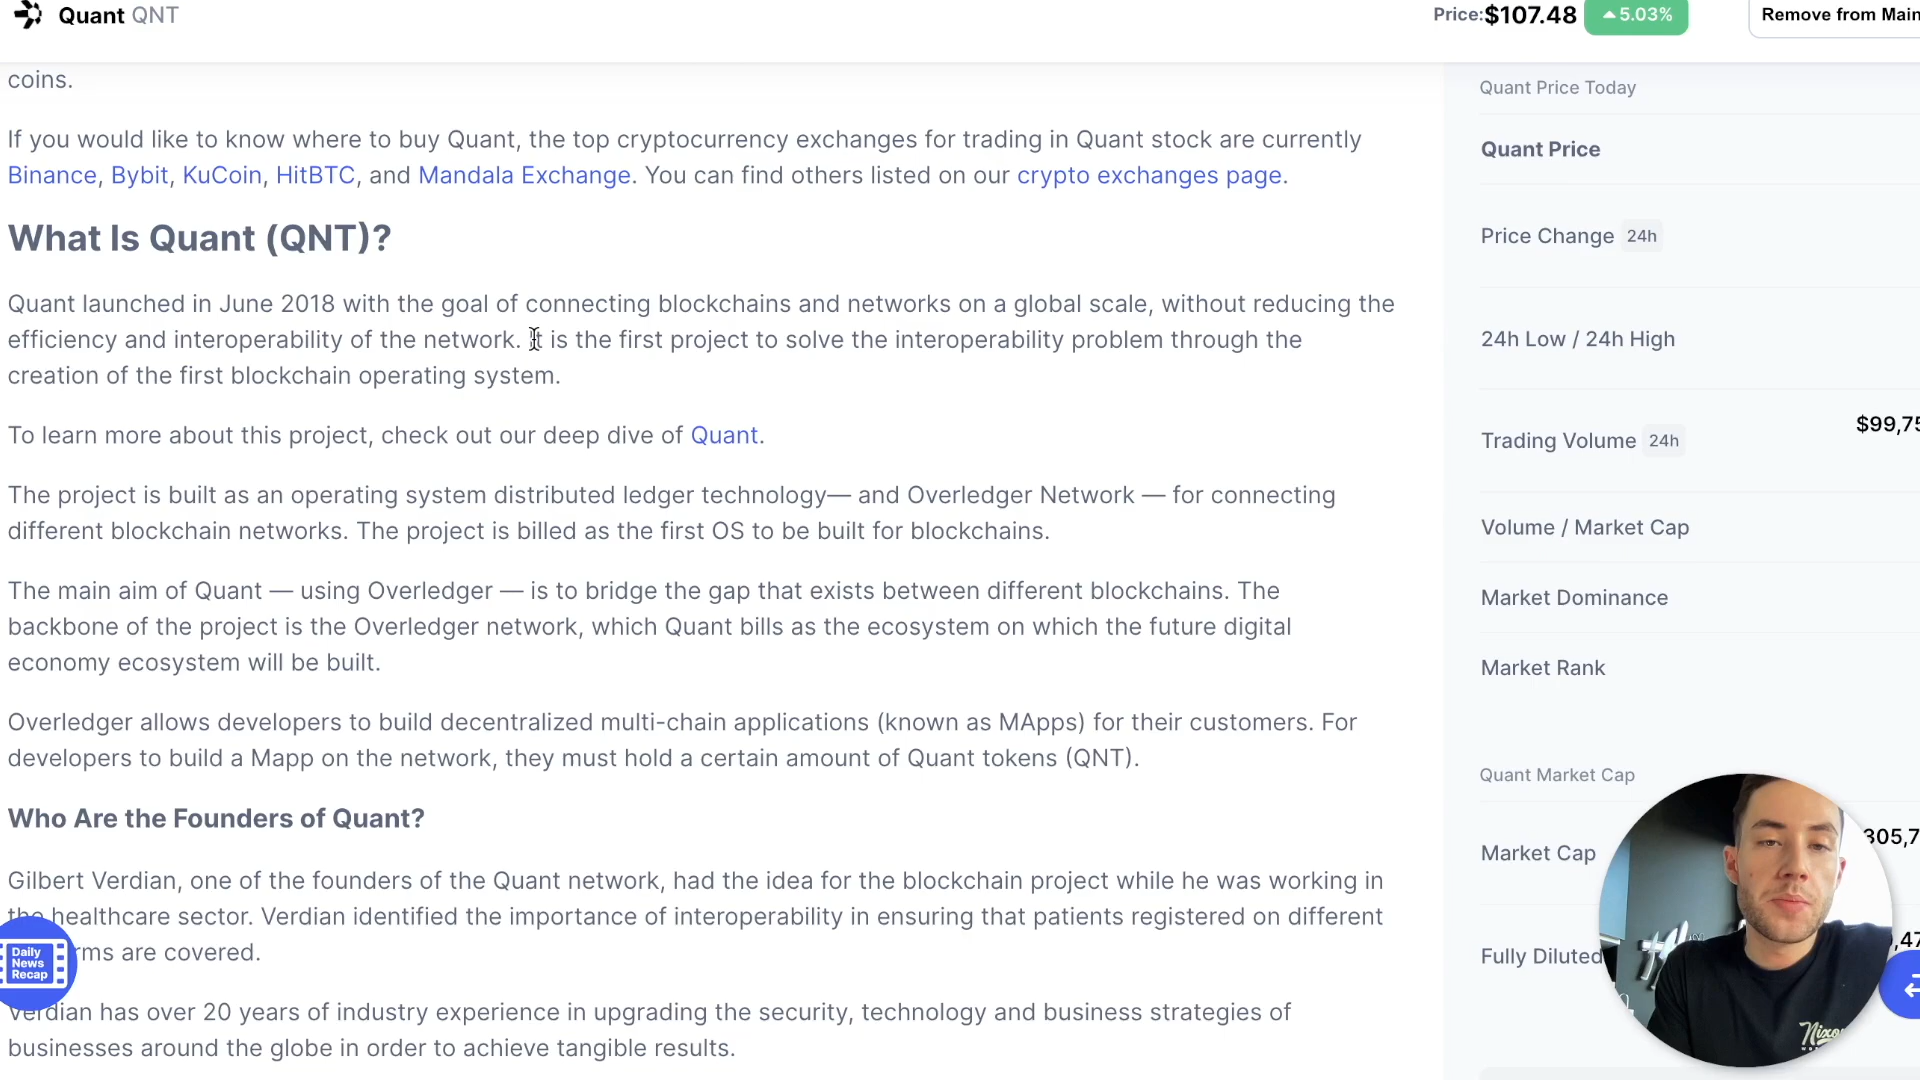 Quant QNT
Price:$107.48 5.03% Remove from Main
coins.
If you would like to know where to buy Quant, the top cryptocurrency exchanges for trading in Quant stock are currently
Binance, Bybit, KuCoin, HitBTC, and Mandala Exchange. You can find others listed on our crypto exchanges page.
What Is Quant (QNT)?
Quant launched in June 2018 with the goal of connecting blockchains and networks on a global scale, without reducing the
efficiency and interoperability of the network. It is the first project to solve the interoperability problem through the
creation of the first blockchain operating system.
To learn more about this project, check out our deep dive of Quant.
The project is built as an operating system distributed ledger technology— and Overledger Network — for connecting
different blockchain networks. The project is billed as the first OS to be built for blockchains.
The main aim of Quant — using Overledger — is to bridge the gap that exists between different blockchains. The
backbone of the project is the Overledger network, which Quant bills as the ecosystem on which the future digital
economy ecosystem will be built.
Overledger allows developers to build decentralized multi-chain applications (known as MApps) for their customers. For
developers to build a Mapp on the network, they must hold a certain amount of Quant tokens (QNT).
Who Are the Founders of Quant?
Gilbert Verdian, one of the founders of the Quant network, had the idea for the blockchain project while he was working in
the healthcare sector. Verdian identified the importance of interoperability in ensuring that patients registered on different
rms are covered.
Verdian has over 20 years of industry experience in upgrading the security, technology and business strategies of
businesses around the globe in order to achieve tangible results.
Daily
News
Recap
Quant Price Today
Quant Price
Price Change 24h
24h Low / 24h High
Trading Volume 24h $99,75
Volume / Market Cap
Market Dominance
Market Rank
Quant Market Cap
Market Cap 305,7
Fully Diluted ,47
Nixon